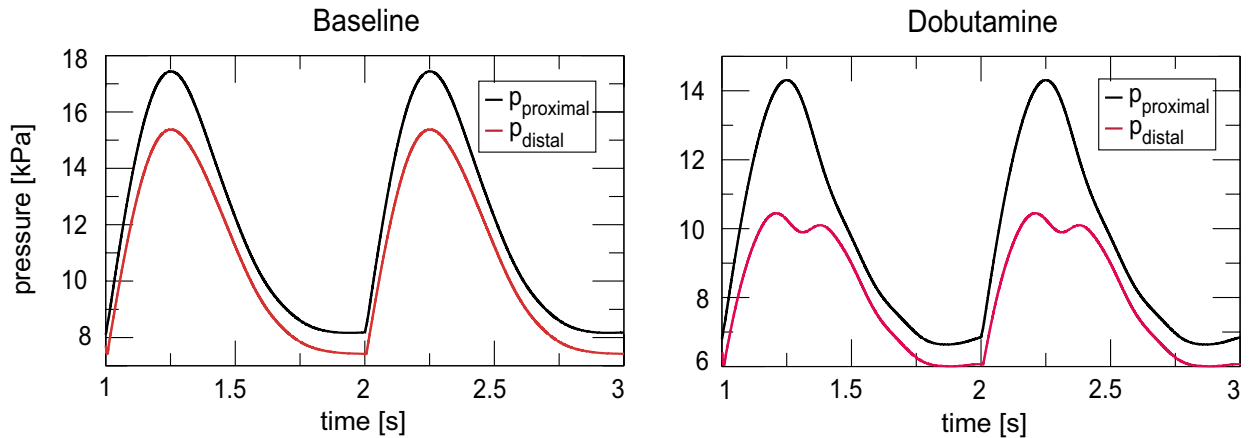 Baseline
pressure [kPa]
18
16
14
12
10
8
p_proximal
p_distal
1
1.5
2
2.5
3
time [s]
Dobutamine
14
12
10
8
6
p_proximal
p_distal
1
1.5
2
2.5
3
time [s]